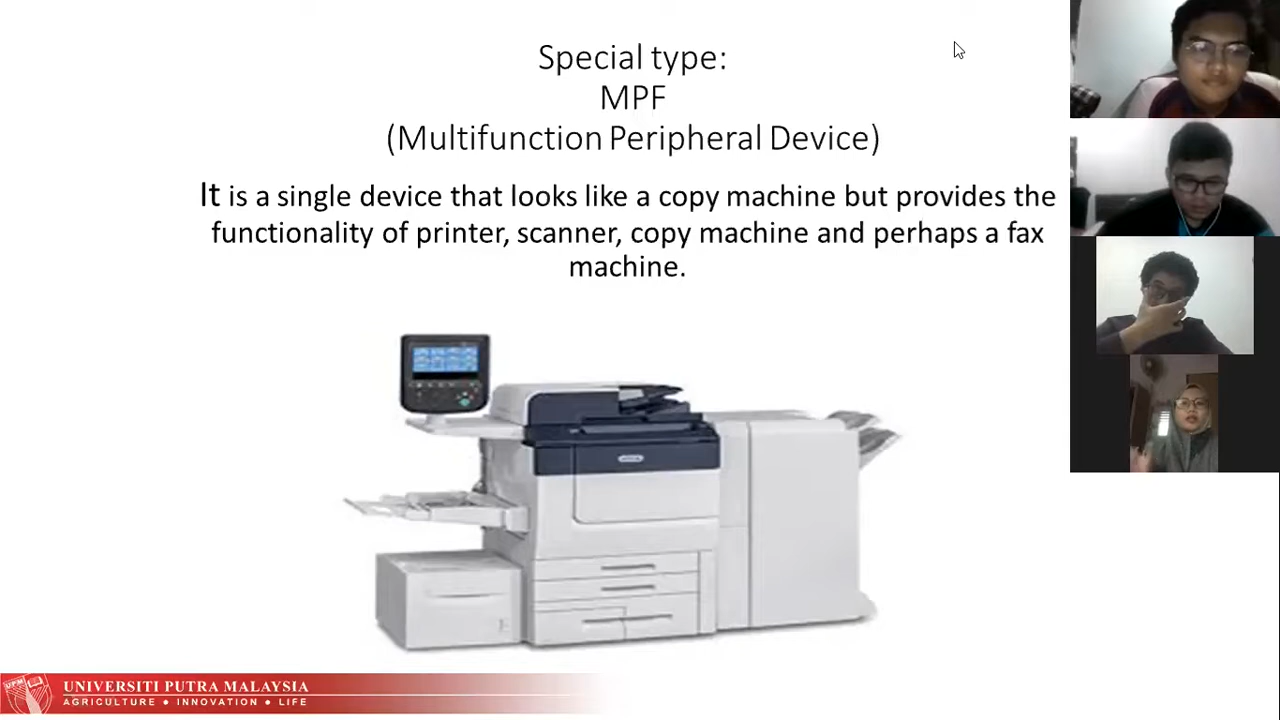 Special type:
MPF
(Multifunction Peripheral Device)
It is a single device that looks like a copy machine but provides the
functionality of printer, scanner, copy machine and perhaps a fax
machine.
UPM
UNIVERSITI PUTRA MALAYSIA
AGRICULTURE ● INNOVATION ● LIFE